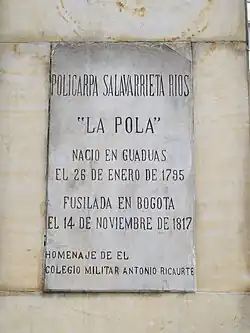 POLICARPA SALAVARRIETA RIOS
"LA POLA"
NACIO EN GUADUAS
EL 26 DE ENERO DE 1795
FUSILADA EN BOGOTA
EL 14 DE NOVIEMBRE DE 1817
HOMENAJE DE EL
COLEGIO MILITAR ANTONIO RICAURTE